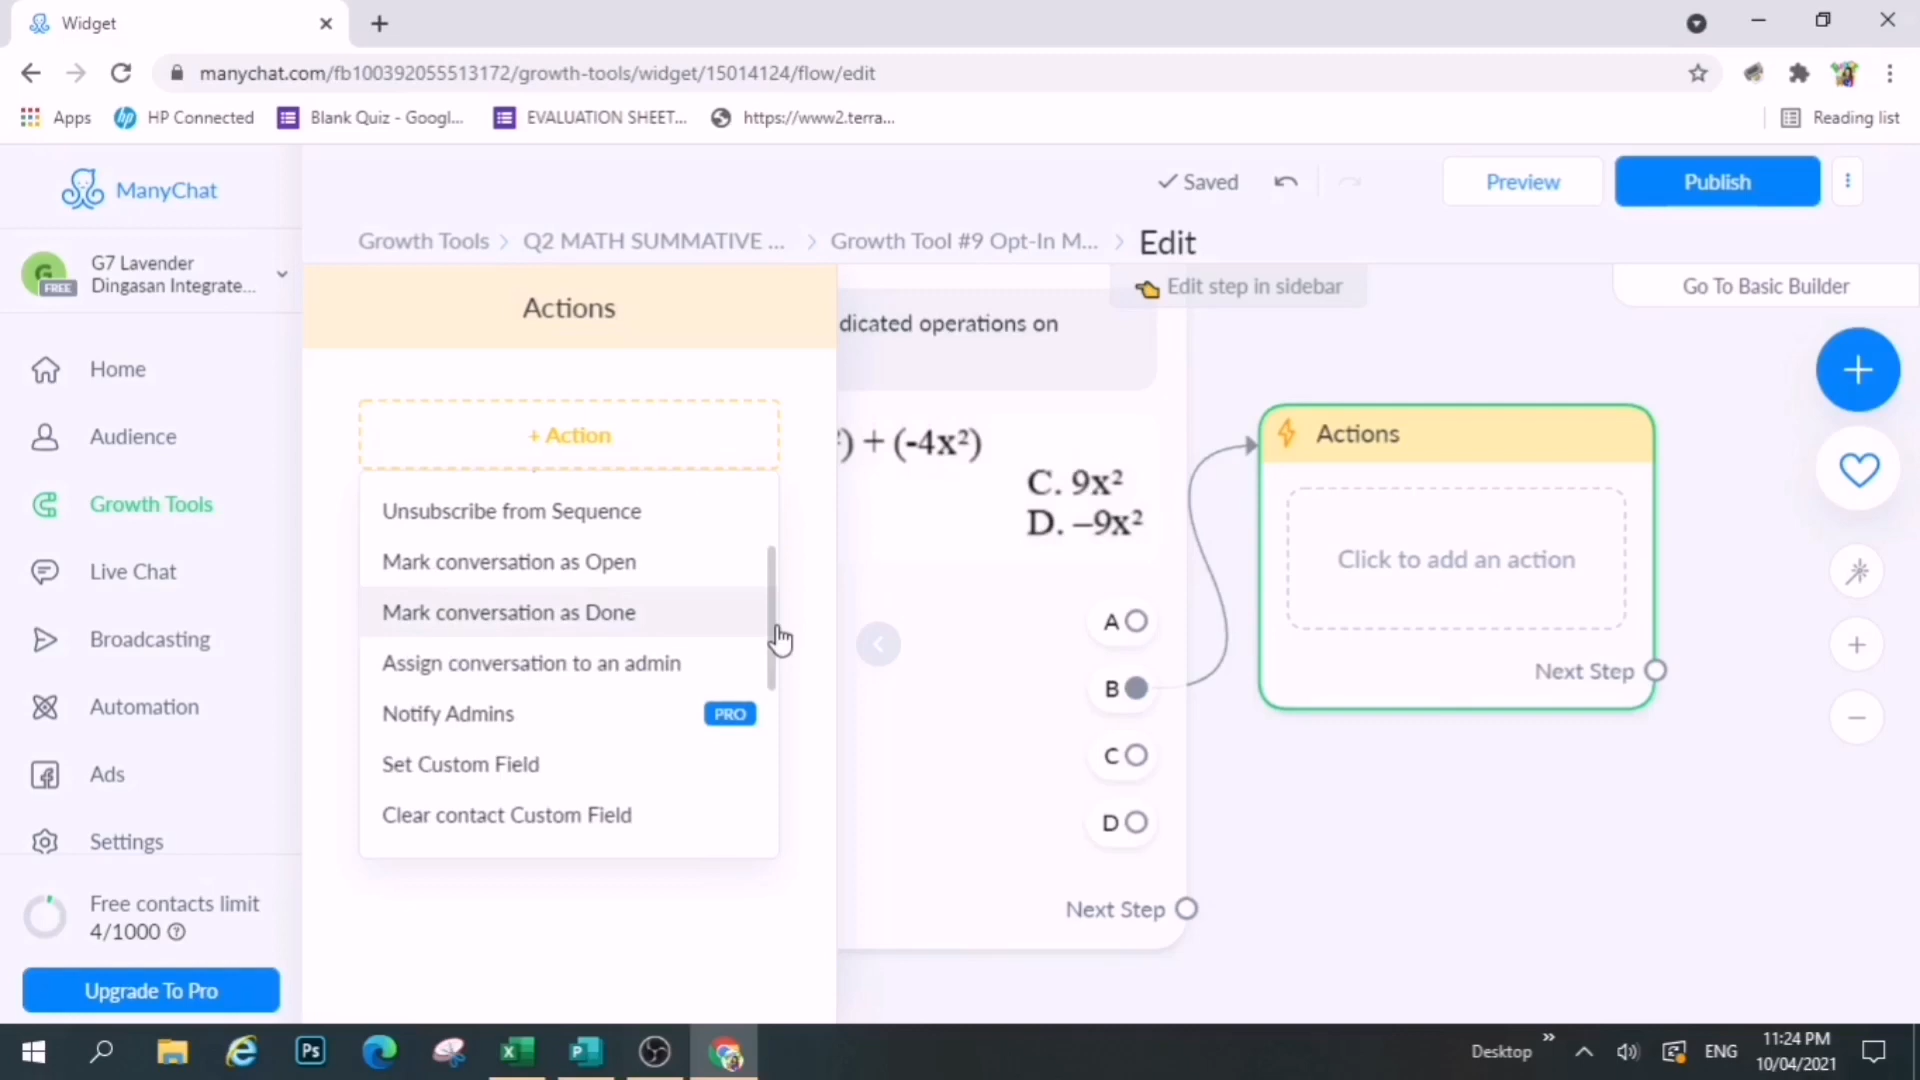 Widget
manychat.com/fb100392055513172/growth-tools/widget/15014124/flow/edit
Apps
HP Connected
Blank Quiz - Googl...
EVALUATION SHEET...
https://www2.terra...
Reading list
ManyChat
Saved
Preview
Publish
Growth Tools > Q2 MATH SUMMATIVE ... > Growth Tool #9 Opt-In M... > Edit
G
FREE
G7 Lavender
Dingasan Integrate...
Edit step in sidebar
Go To Basic Builder
Home
Audience
Growth Tools
Live Chat
Broadcasting
Automation
Ads
Settings
Free contacts limit
4/1000
Upgrade To Pro
Actions
+ Action
Unsubscribe from Sequence
Mark conversation as Open
Mark conversation as Done
Assign conversation to an admin
Notify Admins PRO
Set Custom Field
Clear contact Custom Field
dicated operations on
) + (-4x²)
C. 9x²
D. –9x²
A
B
C
D
Next Step
Actions
Click to add an action
Next Step
Ps
Desktop
ENG
11:24 PM
10/04/2021